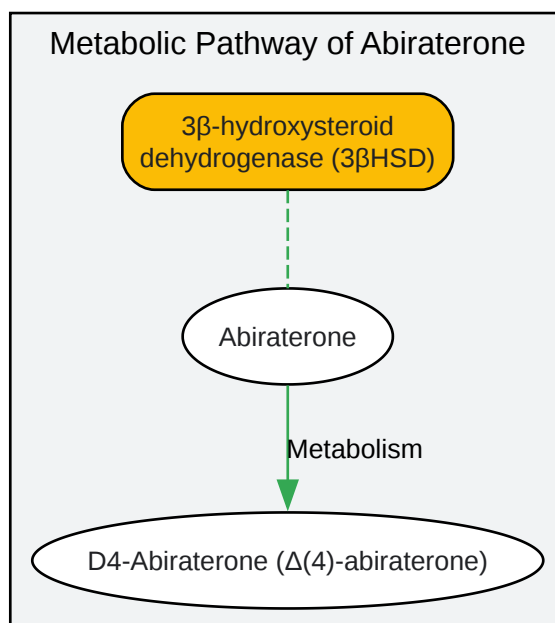 Metabolic Pathway of Abiraterone
3β-hydroxysteroid
dehydrogenase (3βHSD)
Abiraterone
Metabolism
D4-Abiraterone (Δ(4)-abiraterone)